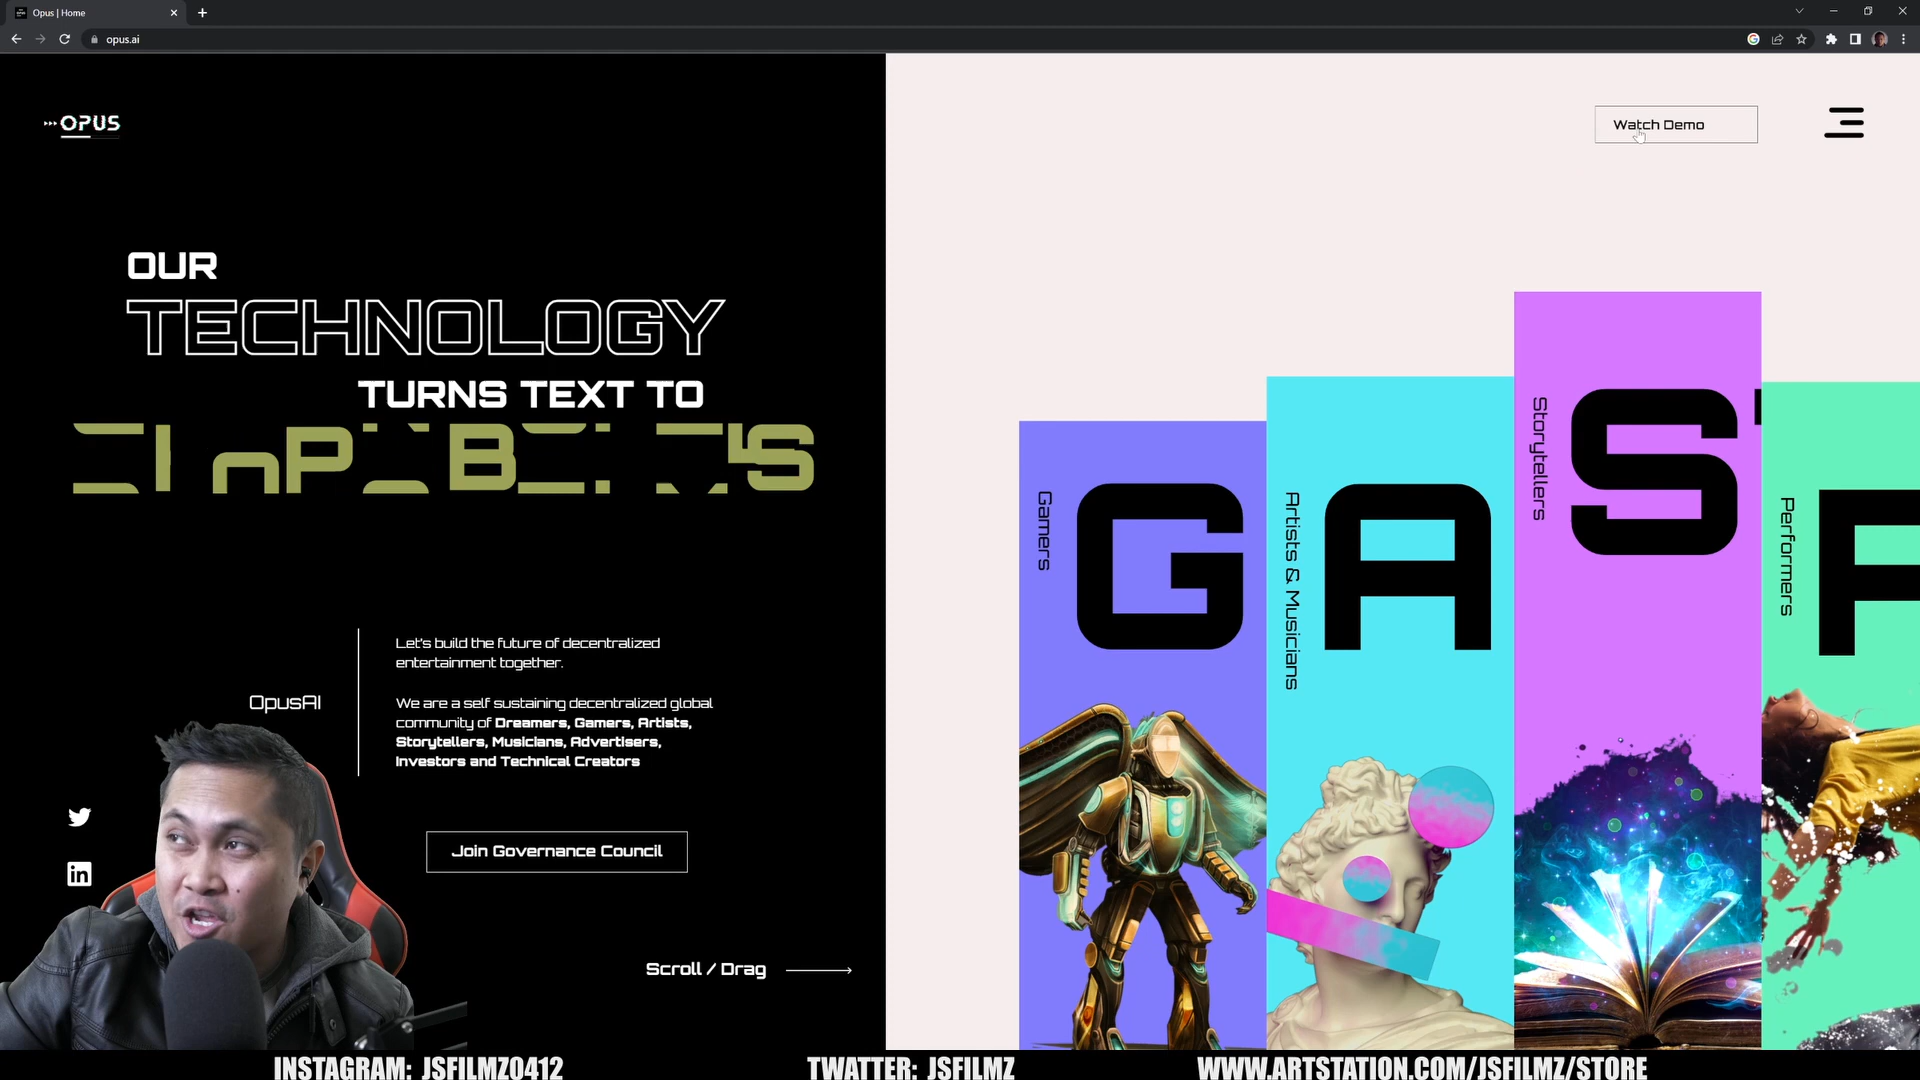 Opus | Home
opus.ai
OPUS
Watch Demo
OUR
TECHNOLOGY
TURNS TEXT TO
Let's build the future of decentralized
entertainment together.
OpusAI
We are a self sustaining decentralized global
community of Dreamers, Gamers, Artists,
Storytellers, Musicians, Advertisers,
Investors and Technical Creators
Join Governance Council
Scroll / Drag
Gamers
G
Artists & Musicians
A
Storytellers
S
Performers
in
INSTAGRAM: JSFILMZ0412
TWATTER: JSFILMZ
WWW.ARTSTATION.COM/JSFILMZ/STORE